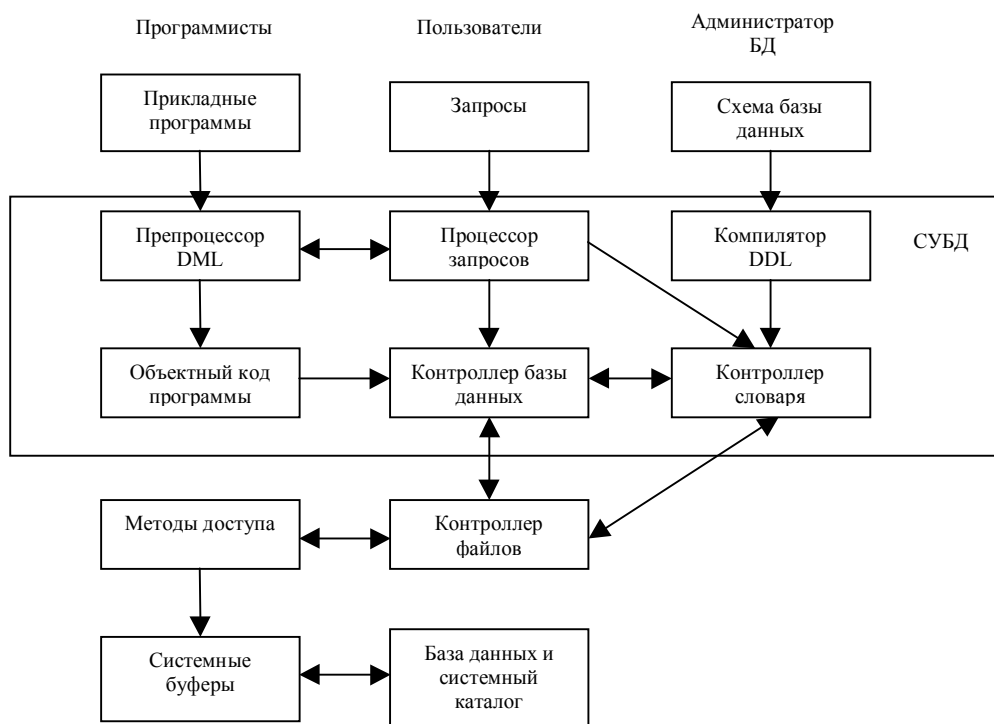 Программисты
Пользователи
Администратор
БД
Прикладные
программы
Запросы
Схема базы
данных
Препроцессор
DML
Процессор
запросов
Компилятор
DDL
СУБД
Объектный код
программы
Контроллер базы
данных
Контроллер
словаря
Методы доступа
Контроллер
файлов
Системные
буферы
База данных и
системный
каталог